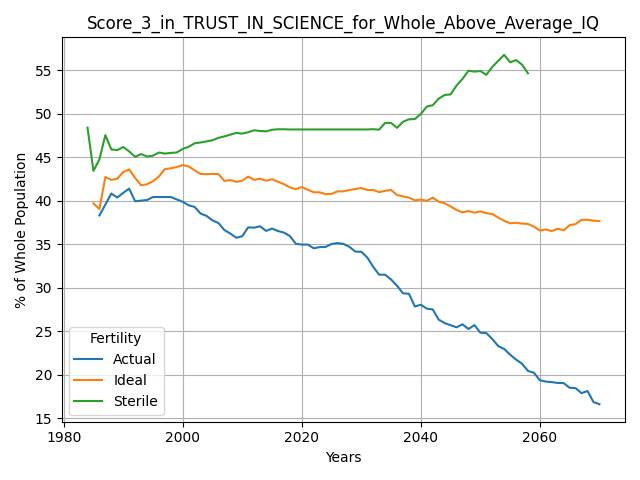 Score_3_in_TRUST_IN_SCIENCE_for_Whole_Above_Average_IQ
% of Whole Population
55
50
45
40
35
30
25
20
15
Fertility
Actual
Ideal
Sterile
1980
2000
2020
2040
2060
Years